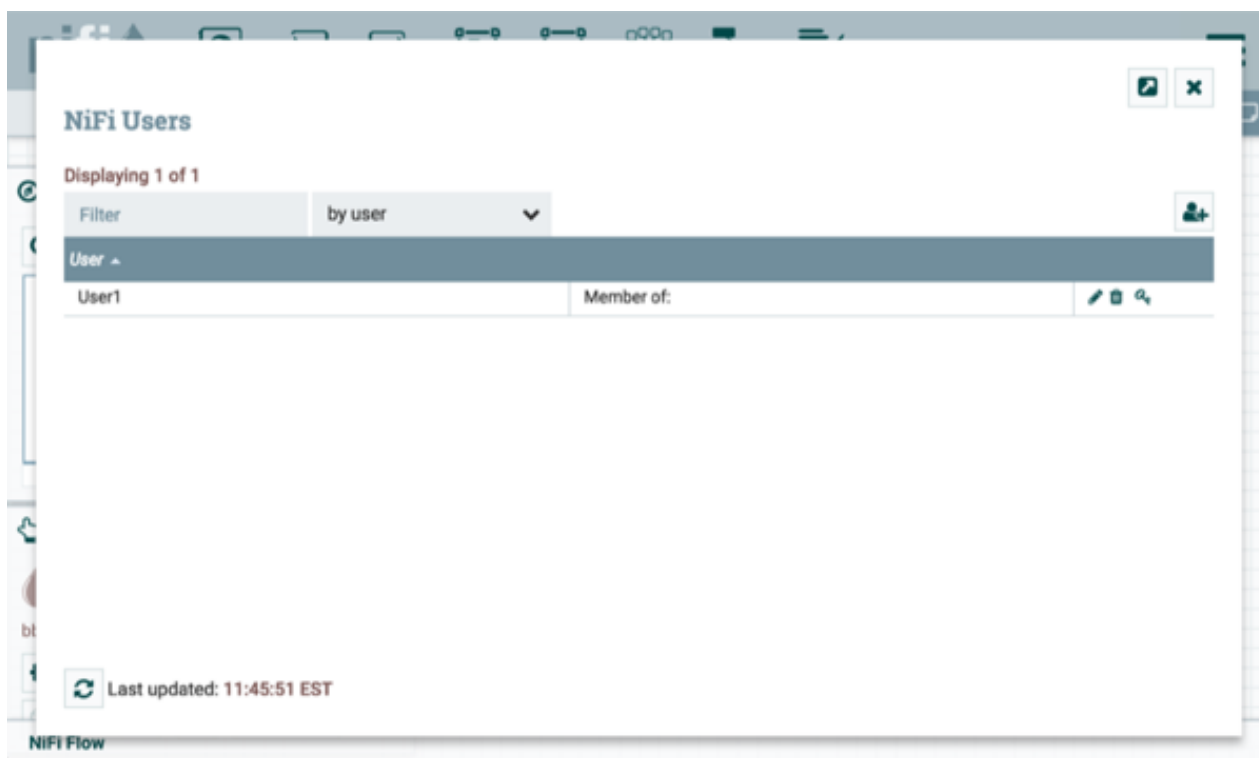 nifi
NiFi Users
Displaying 1 of 1
Filter by user
User
User1 Member of:
Last updated: 11:45:51 EST
NiFi Flow